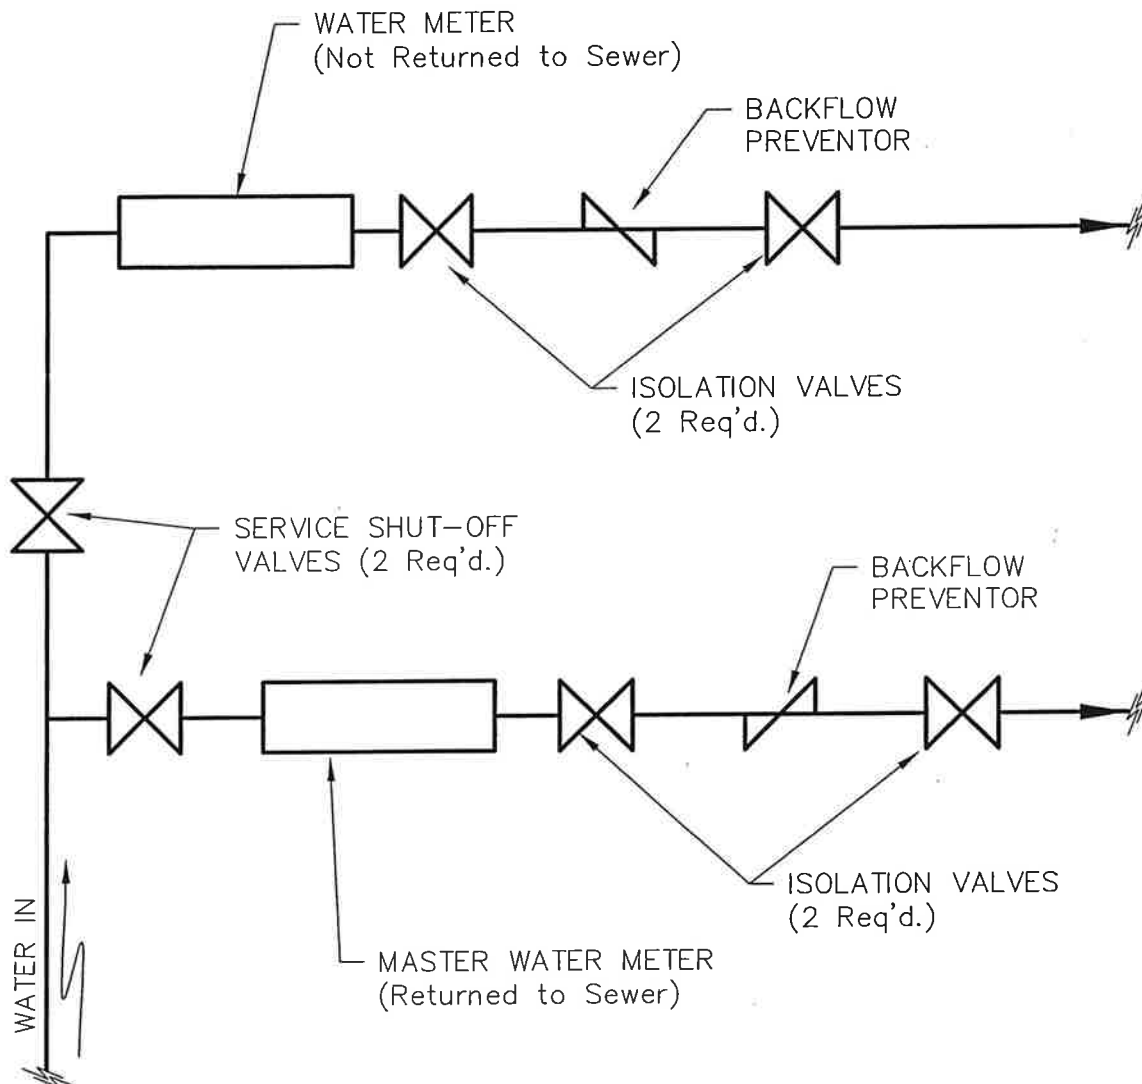 WATER METER
(Not Returned to Sewer)
BACKFLOW
PREVENTOR
ISOLATION VALVES
(2 Req'd.)
SERVICE SHUT-OFF
VALVES (2 Req'd.)
BACKFLOW
PREVENTOR
ISOLATION VALVES
(2 Req'd.)
MASTER WATER METER
(Returned to Sewer)
WATER IN